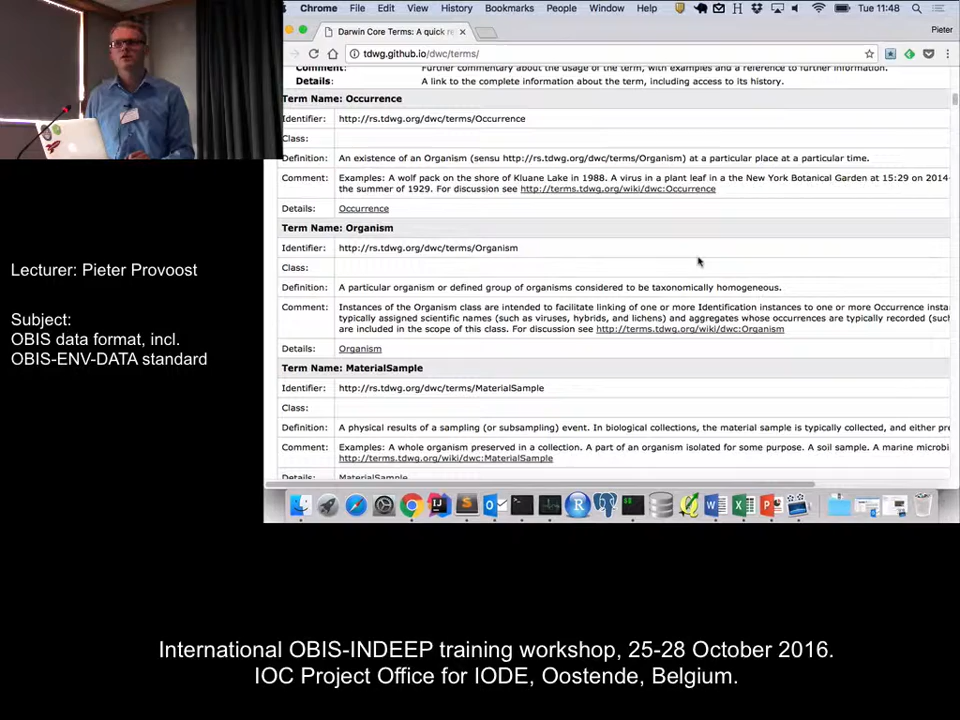 Chrome File Edit View History Bookmarks People Window Help Tue 11:48
Darwin Core Terms: A quick r
Pieter
tdwg.github.io/dwc/terms/
Comment: Further commentary about the usage of the term, with examples and a reference to further information.
Details: A link to the complete information about the term, including access to its history.
Term Name: Occurrence
Identifier: http://rs.tdwg.org/dwc/terms/Occurrence
Class:
Definition: An existence of an Organism (sensu http://rs.tdwg.org/dwc/terms/Organism) at a particular place at a particular time.
Comment: Examples: A wolf pack on the shore of Kluane Lake in 1988. A virus in a plant leaf in a the New York Botanical Garden at 15:29 on 2014-
the summer of 1929. For discussion see http://terms.tdwg.org/wiki/dwc:Occurrence
Details: Occurrence
Term Name: Organism
Identifier: http://rs.tdwg.org/dwc/terms/Organism
Class:
Definition: A particular organism or defined group of organisms considered to be taxonomically homogeneous.
Comment: Instances of the Organism class are intended to facilitate linking of one or more Identification instances to one or more Occurrence insta
typically assigned scientific names (such as viruses, hybrids, and lichens) and aggregates whose occurrences are typically recorded (suc
are included in the scope of this class. For discussion see http://terms.tdwg.org/wiki/dwc:Organism
Details: Organism
Term Name: MaterialSample
Identifier: http://rs.tdwg.org/dwc/terms/MaterialSample
Class:
Definition: A physical results of a sampling (or subsampling) event. In biological collections, the material sample is typically collected, and either pre
Comment: Examples: A whole organism preserved in a collection. A part of an organism isolated for some purpose. A soil sample. A marine microbi
http://terms.tdwg.org/wiki/dwc:MaterialSample
Details: MaterialSample
Lecturer: Pieter Provoost
Subject:
OBIS data format, incl.
OBIS-ENV-DATA standard
International OBIS-INDEEP training workshop, 25-28 October 2016.
IOC Project Office for IODE, Oostende, Belgium.